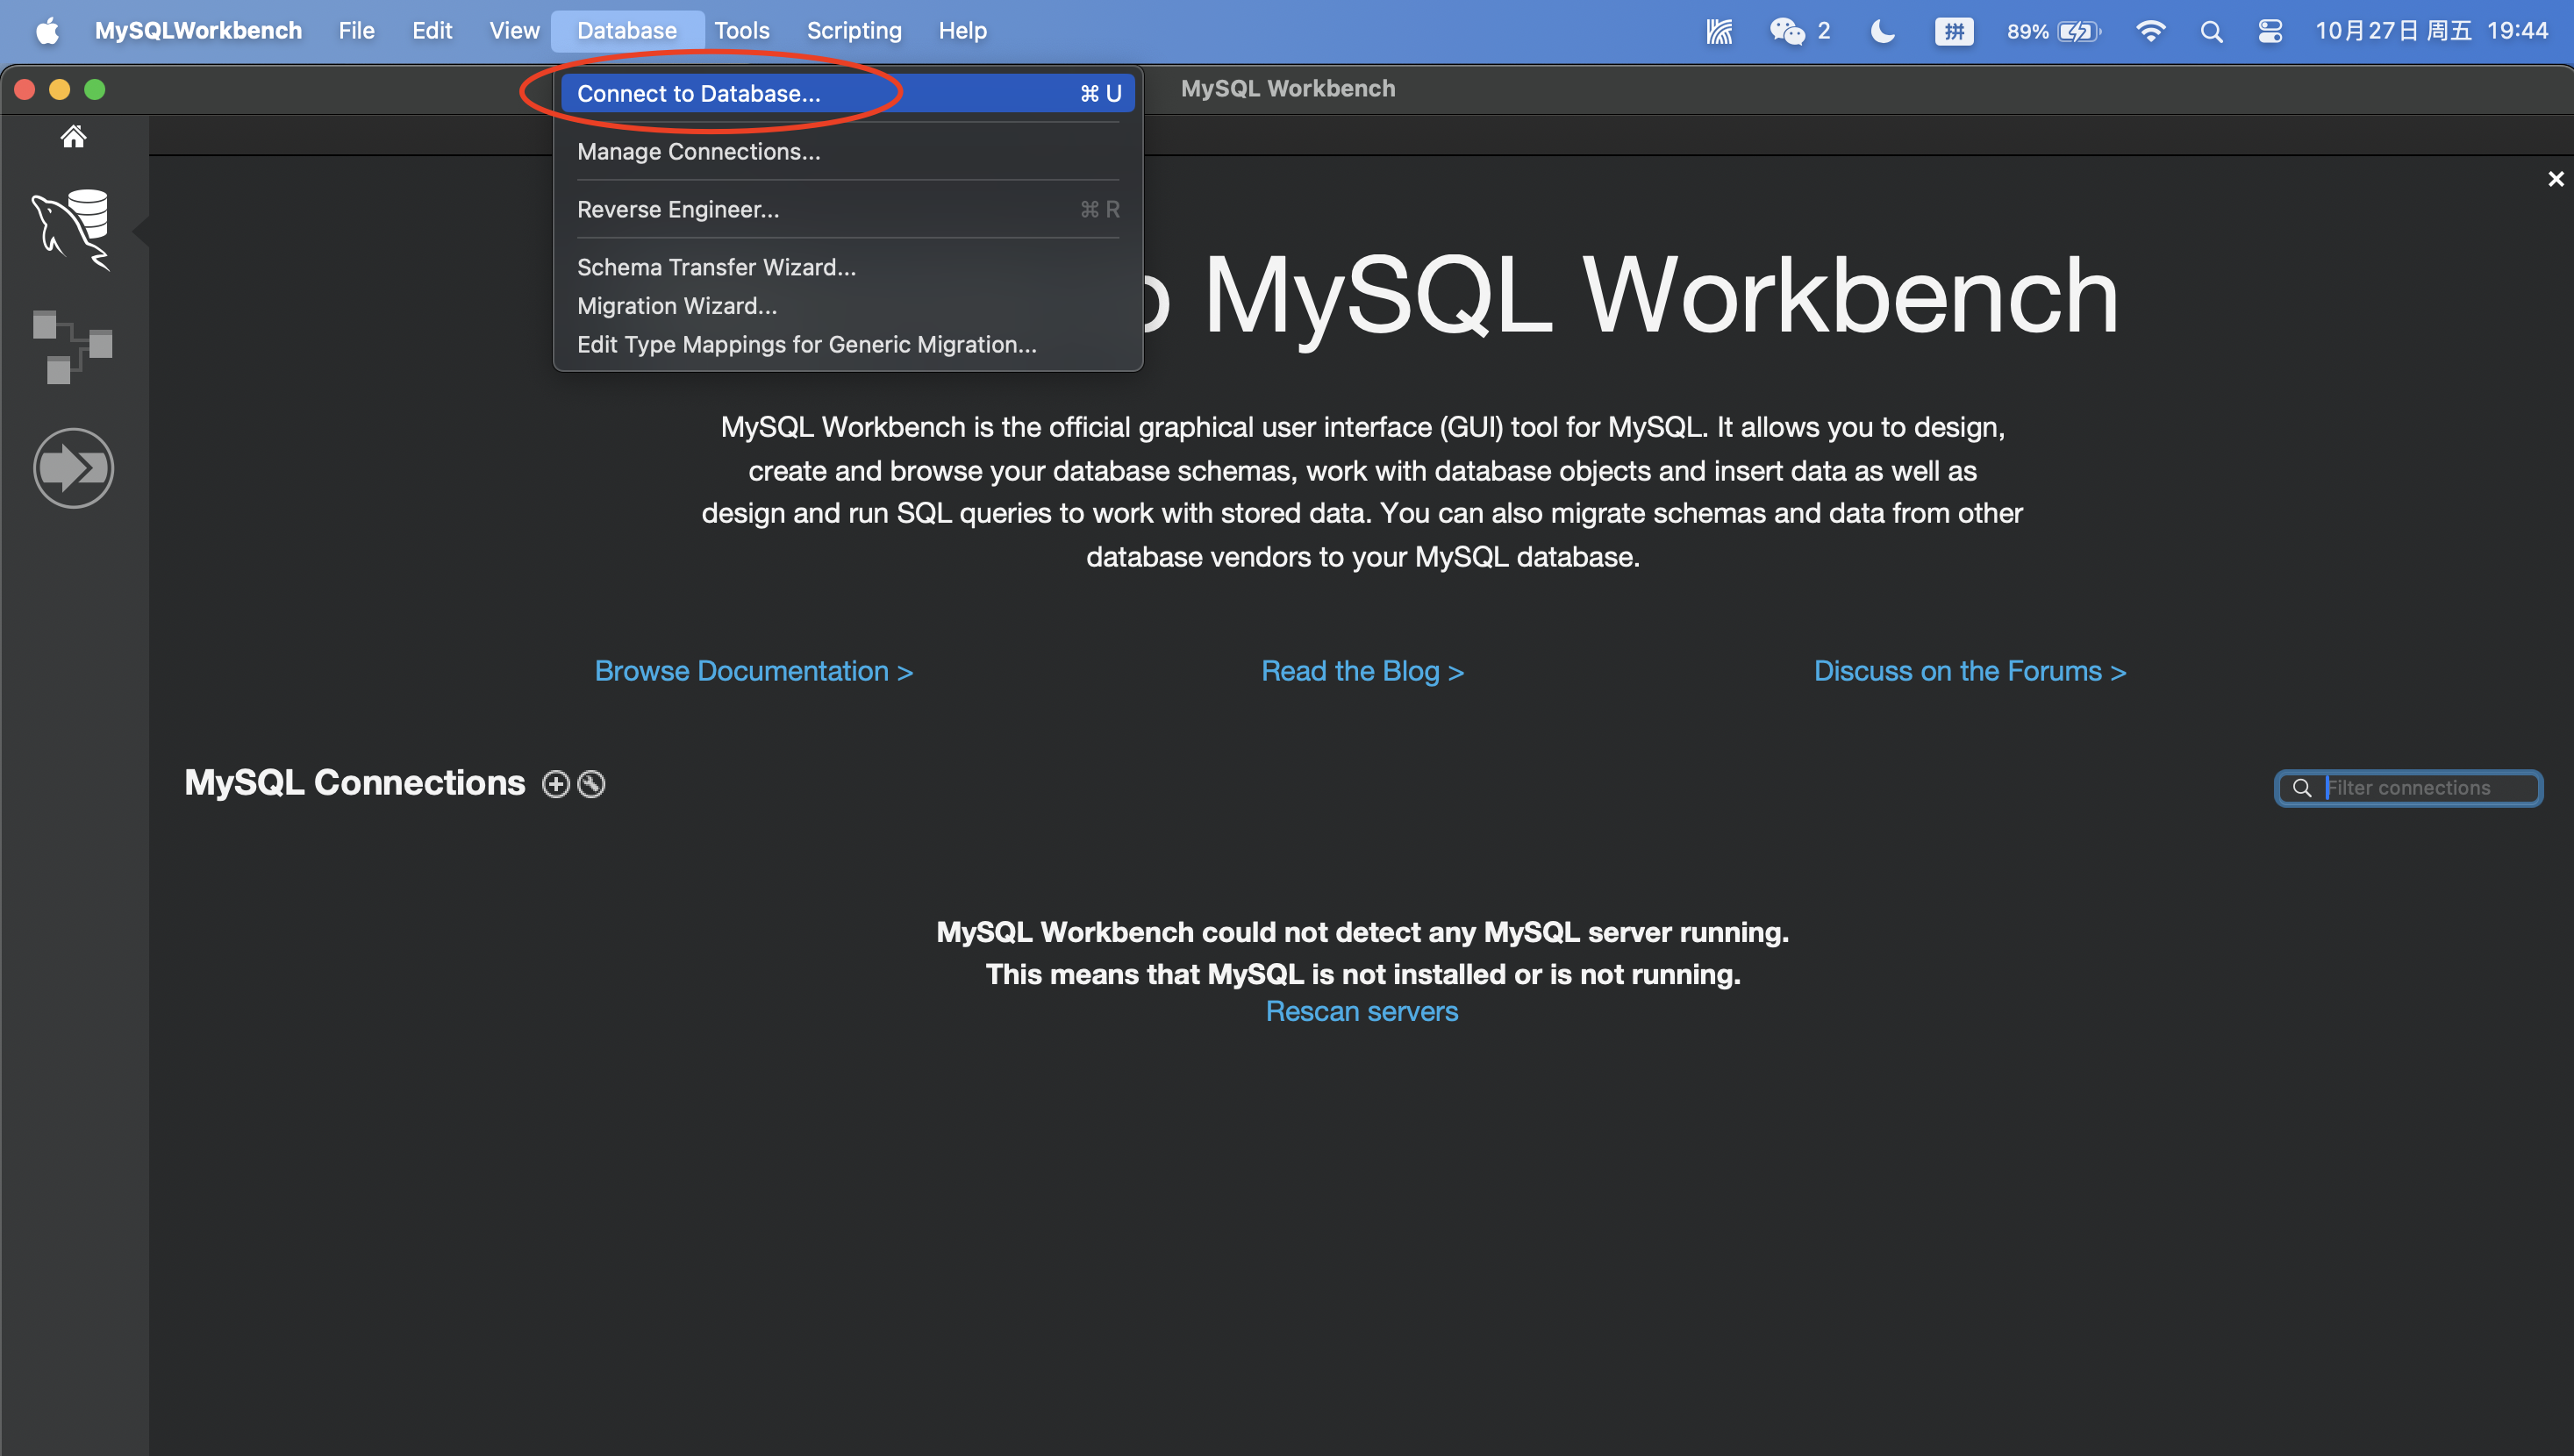 MySQLWorkbench File Edit View Database Tools Scripting Help 2 拼 89% 10月27日 周五 19:44
MySQL Workbench
Connect to Database... ⌘ U
Manage Connections...
Reverse Engineer... ⌘ R
Schema Transfer Wizard...
Migration Wizard...
Edit Type Mappings for Generic Migration...
o MySQL Workbench
MySQL Workbench is the official graphical user interface (GUI) tool for MySQL. It allows you to design,
create and browse your database schemas, work with database objects and insert data as well as
design and run SQL queries to work with stored data. You can also migrate schemas and data from other
database vendors to your MySQL database.
Browse Documentation > Read the Blog > Discuss on the Forums >
MySQL Connections Filter connections
MySQL Workbench could not detect any MySQL server running.
This means that MySQL is not installed or is not running.
Rescan servers